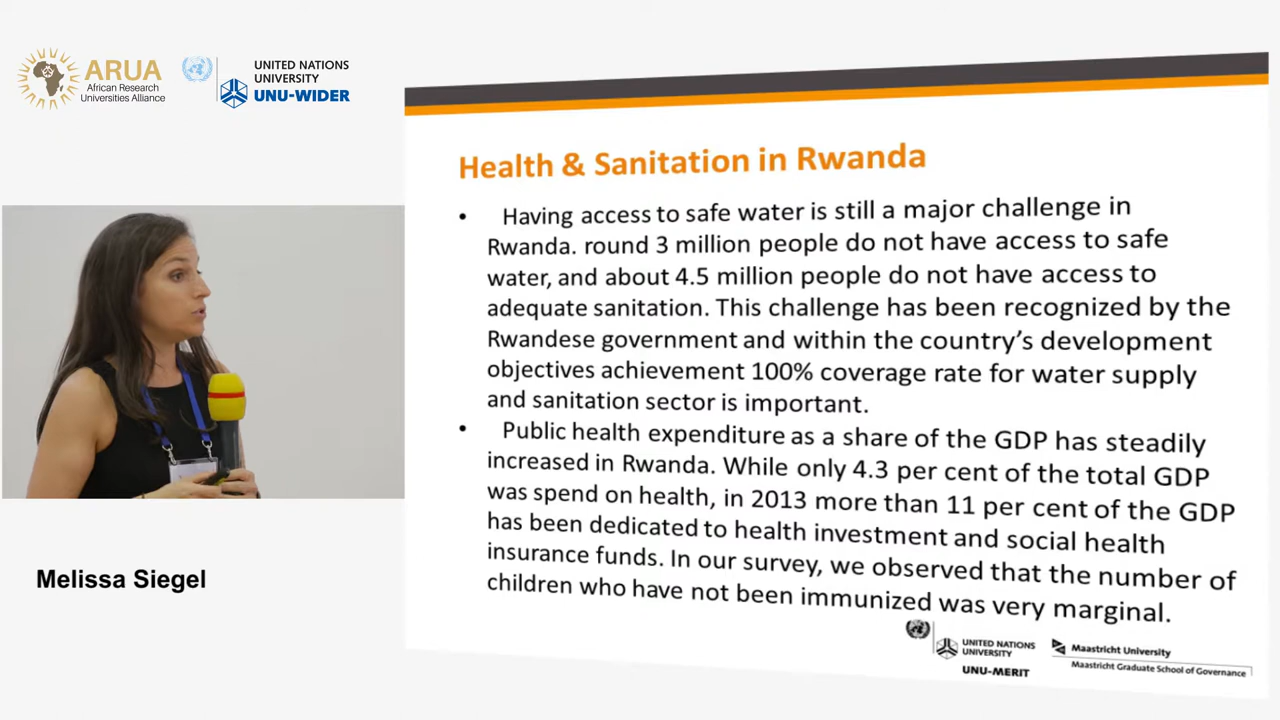 ARUA
African Research
Universities Alliance
UNITED NATIONS
UNIVERSITY
UNU-WIDER
Health & Sanitation in Rwanda
• Having access to safe water is still a major challenge in
Rwanda. round 3 million people do not have access to safe
water, and about 4.5 million people do not have access to
adequate sanitation. This challenge has been recognized by the
Rwandese government and within the country's development
objectives achievement 100% coverage rate for water supply
and sanitation sector is important.
• Public health expenditure as a share of the GDP has steadily
increased in Rwanda. While only 4.3 per cent of the total GDP
was spend on health, in 2013 more than 11 per cent of the GDP
has been dedicated to health investment and social health
insurance funds. In our survey, we observed that the number of
children who have not been immunized was very marginal.
UNITED NATIONS
UNIVERSITY
UNU-MERIT
Maastricht University
Maastricht Graduate School of Governance
Melissa Siegel